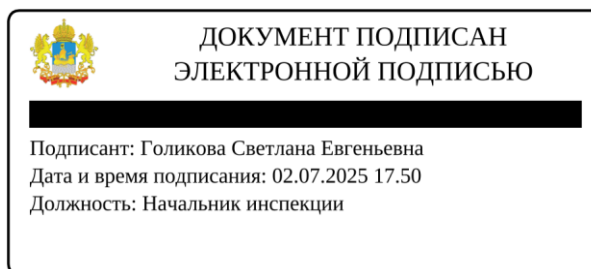 ДОКУМЕНТ ПОДПИСАН
ЭЛЕКТРОННОЙ ПОДПИСЬЮ
Подписант: Голикова Светлана Евгеньевна
Дата и время подписания: 02.07.2025 17.50
Должность: Начальник инспекции